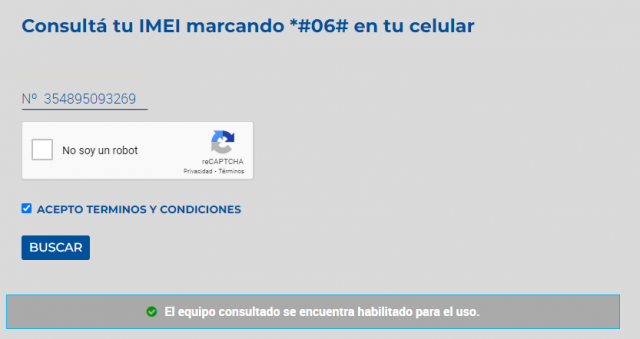 Consultá tu IMEI marcando *#06# en tu celular
Nº 354895093269
No soy un robot
reCAPTCHA
Privacidad • Términos
ACEPTO TERMINOS Y CONDICIONES
BUSCAR
El equipo consultado se encuentra habilitado para el uso.